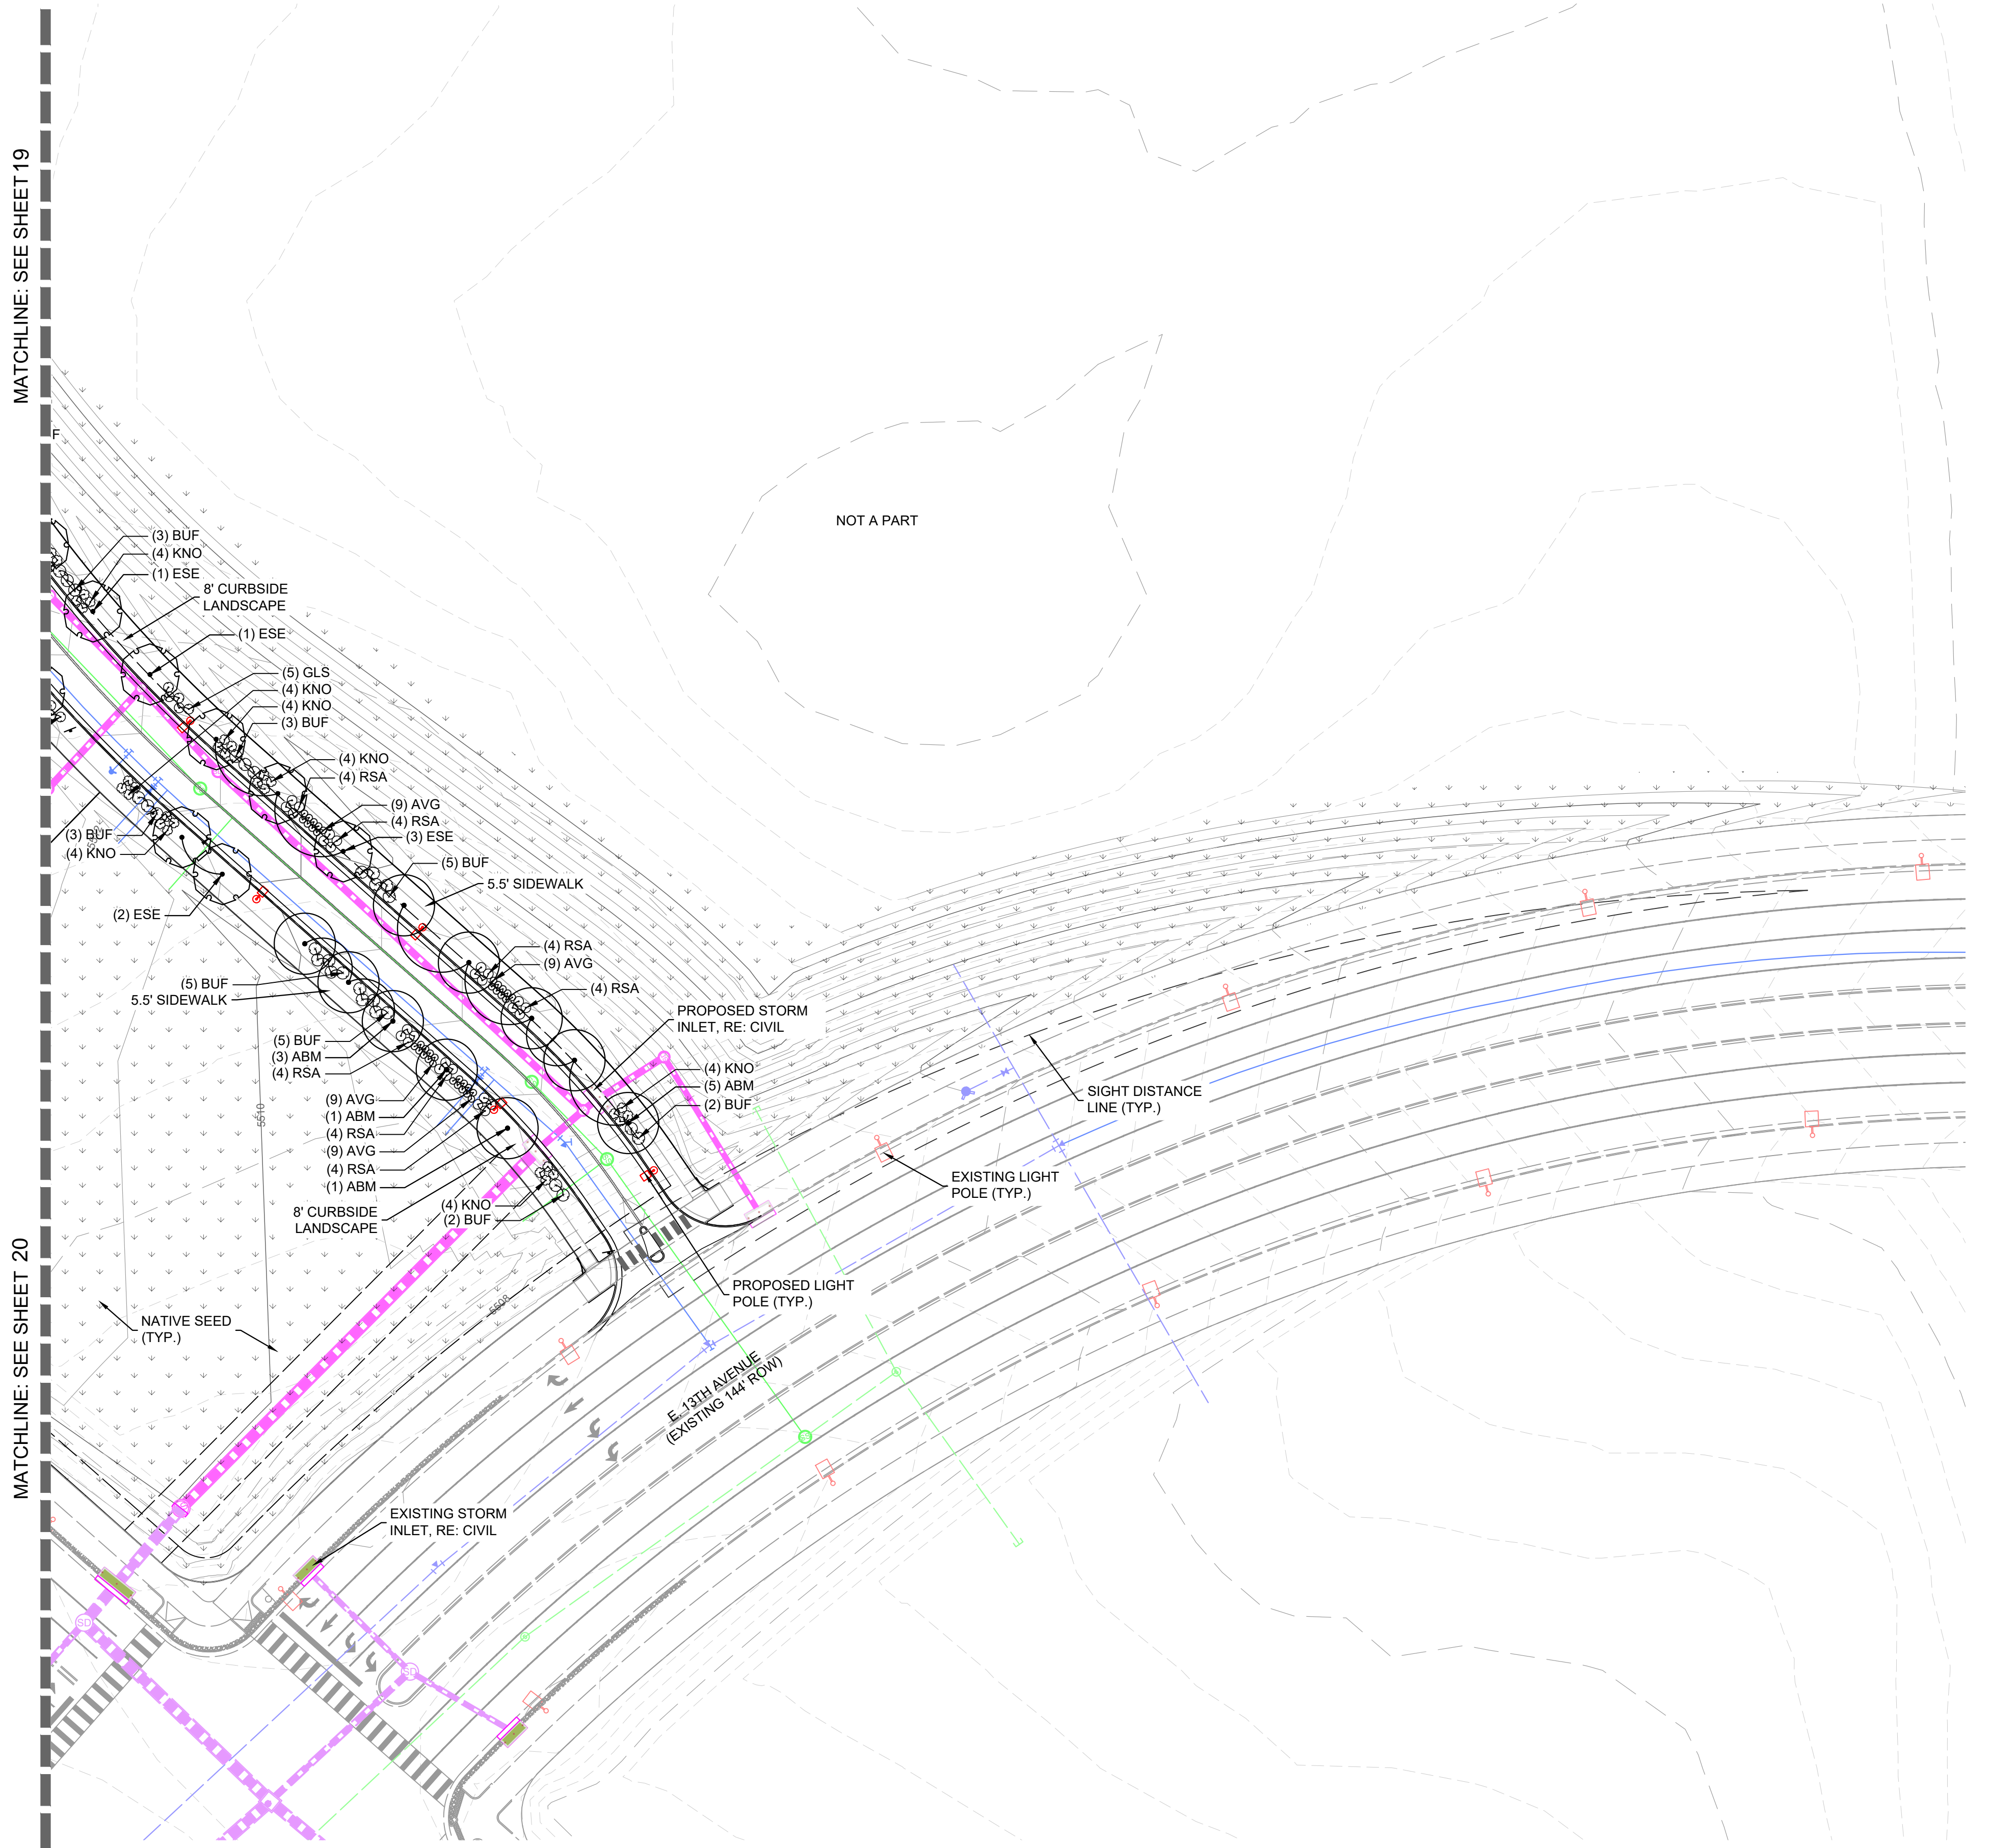 MATCHLINE: SEE SHEET 19
F
(3) BUF
(4) KNO
(1) ESE
8' CURBSIDE
LANDSCAPE
(1) ESE
(5) GLS
(4) KNO
(4) KNO
(3) BUF
(4) KNO
(4) RSA
(9) AVG
(4) RSA
(3) ESE
(3) BUF
(4) KNO
(5) BUF
5.5' SIDEWALK
(2) ESE
(4) RSA
(9) AVG
(4) RSA
(5) BUF
5.5' SIDEWALK
PROPOSED STORM
INLET, RE: CIVIL
(5) BUF
(3) ABM
(4) RSA
(4) KNO
(5) ABM
(2) BUF
(9) AVG
(1) ABM
(4) RSA
(9) AVG
(4) RSA
(1) ABM
8' CURBSIDE
LANDSCAPE
(4) KNO
(2) BUF
NOT A PART
SIGHT DISTANCE
LINE (TYP.)
EXISTING LIGHT
POLE (TYP.)
PROPOSED LIGHT
POLE (TYP.)
5510
5508
NATIVE SEED
(TYP.)
E. 13TH AVENUE
(EXISTING 144' ROW)
EXISTING STORM
INLET, RE: CIVIL
SD
SD
MATCHLINE: SEE SHEET 20